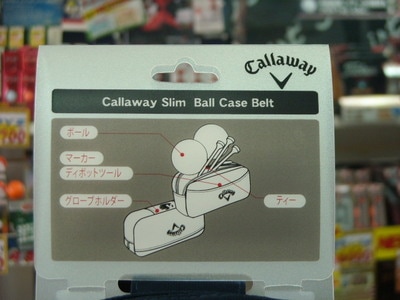 Callaway
Callaway Slim Ball Case Belt
ボール
マーカー
ディボットツール
グローブホルダー
ティー